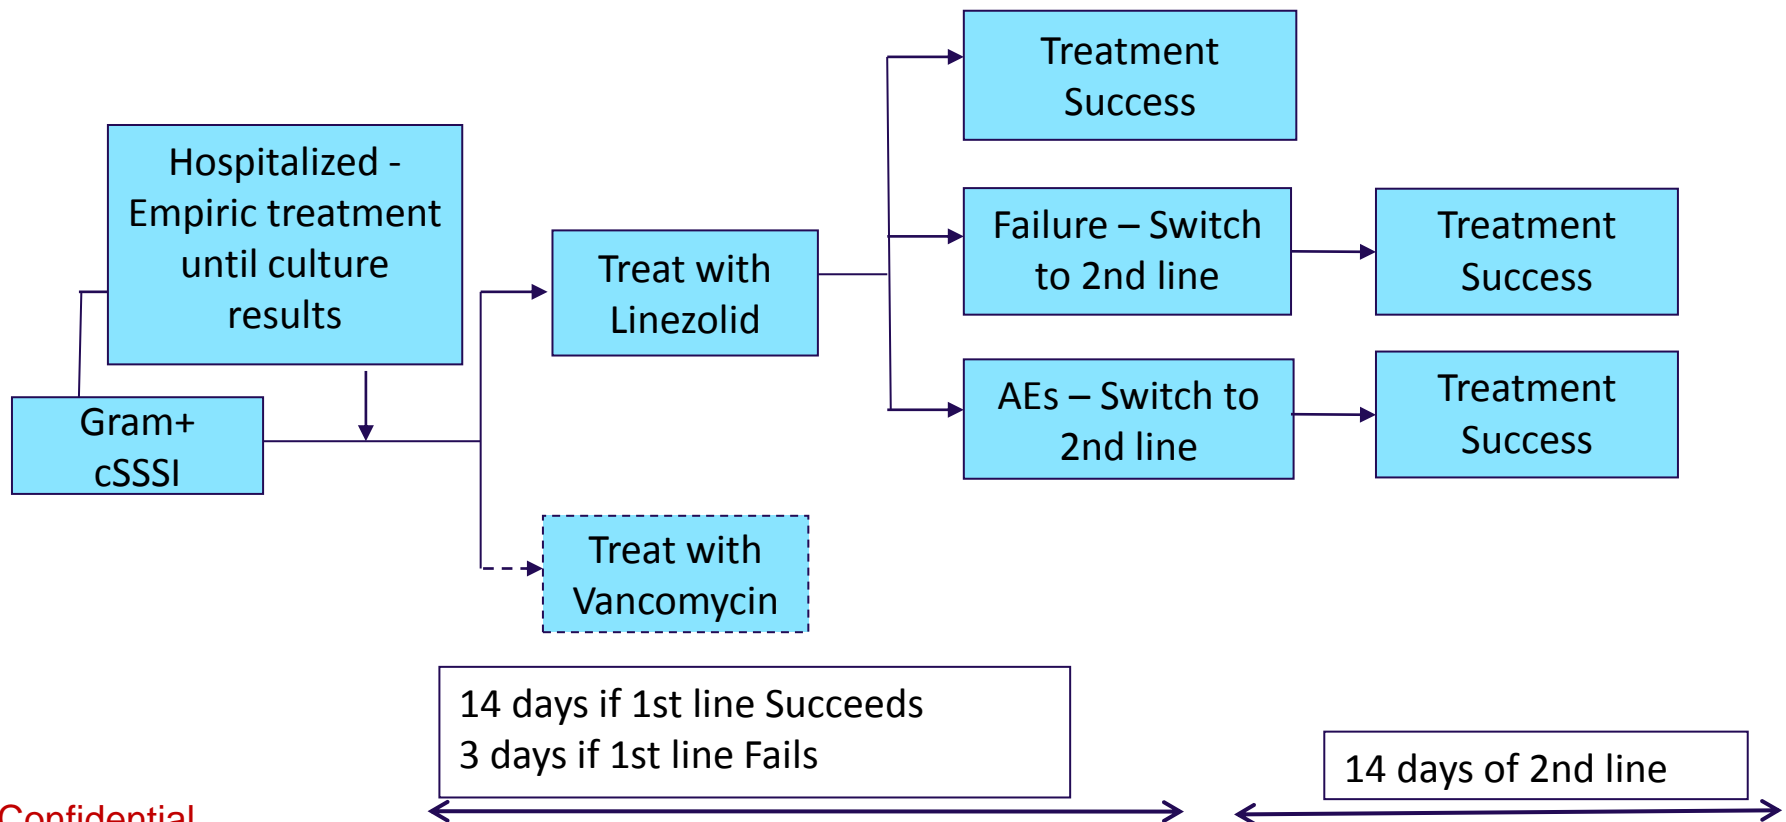 Treatment
Success
Hospitalized -
Empiric treatment
until culture
results
Failure – Switch
to 2nd line
Treatment
Success
Treat with
Linezolid
AEs – Switch to
2nd line
Treatment
Success
Gram+
cSSSI
Treat with
Vancomycin
14 days if 1st line Succeeds
3 days if 1st line Fails
14 days of 2nd line
Confidential